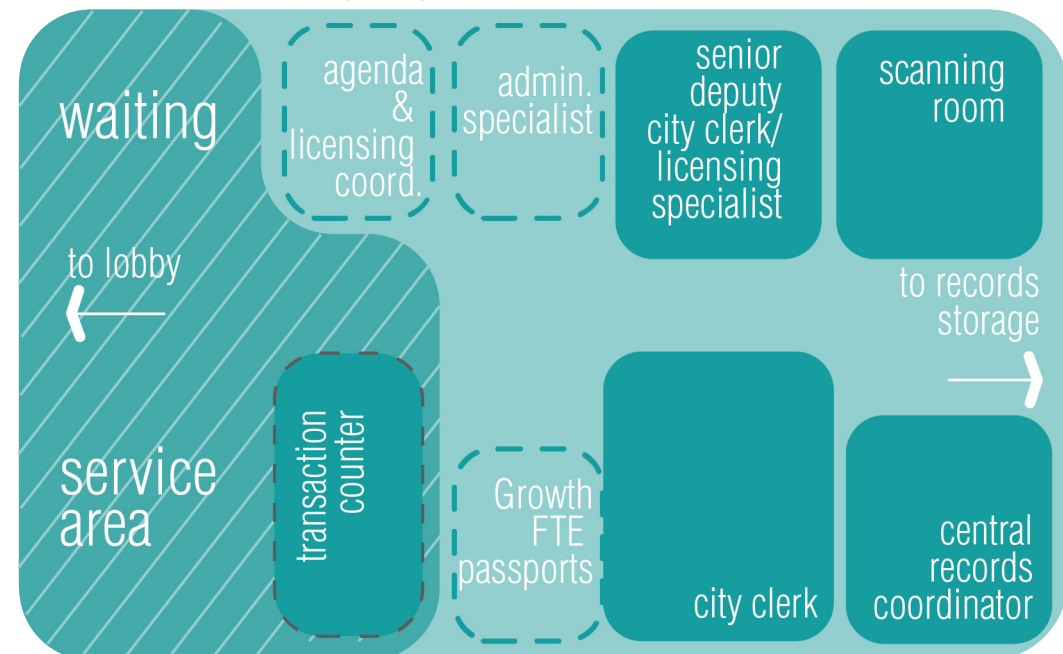 waiting
agenda
&
licensing
coord.
admin.
specialist
senior
deputy
city clerk/
licensing
specialist
scanning
room
to lobby
to records
storage
service
area
transaction
counter
Growth
FTE
passports
city clerk
central
records
coordinator